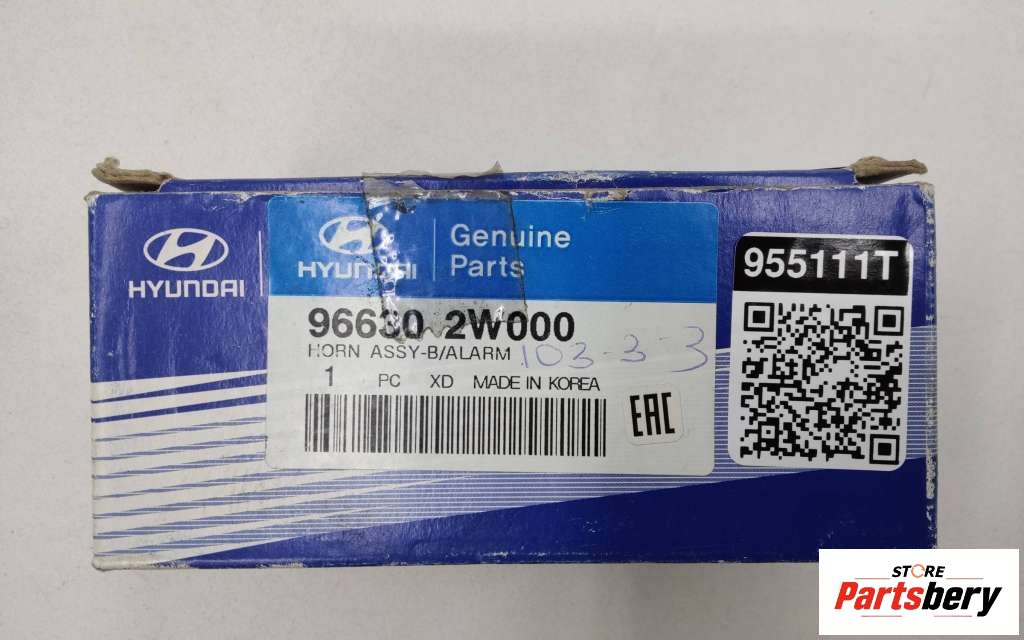 HYUNDAI
HYUNDAI
Genuine
Parts
96630-2W000
HORN ASSY-B/ALARM
103-3-3
1 PC XD MADE IN KOREA
EAC
955111T
STORE
Partsbery